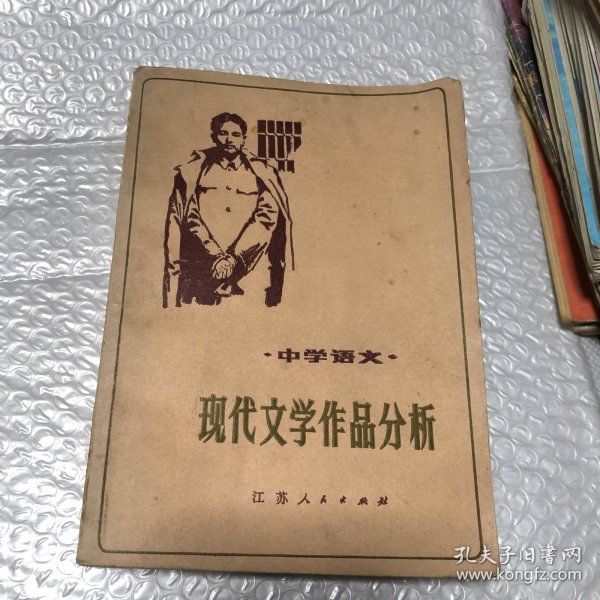 ·中学语文·
现代文学作品分析
江苏人民出版社
孔夫子旧书网
www.kongfz.com